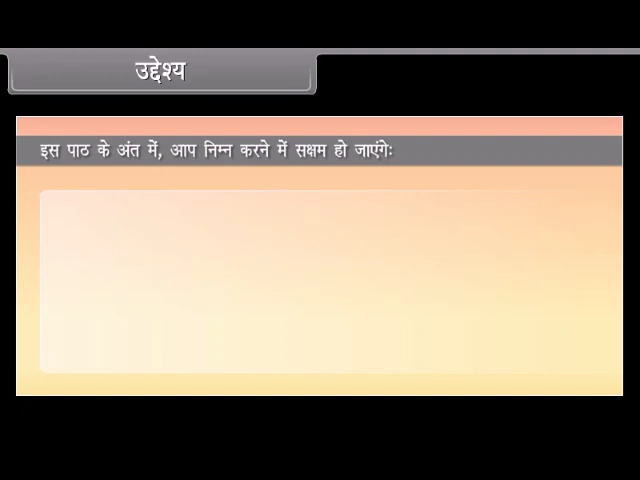 उद्देश्य
इस पाठ के अंत में, आप निम्न करने में सक्षम हो जाएंगे: